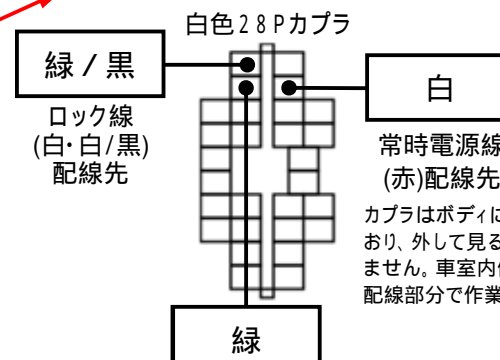 白色28Pカプラ
緑/黒
ロック線
(白・白/黒)
配線先
白
常時電源線
(赤)配線先
カプラはボディに
おり、外して見る
ません。車室内
配線部分で作業
緑